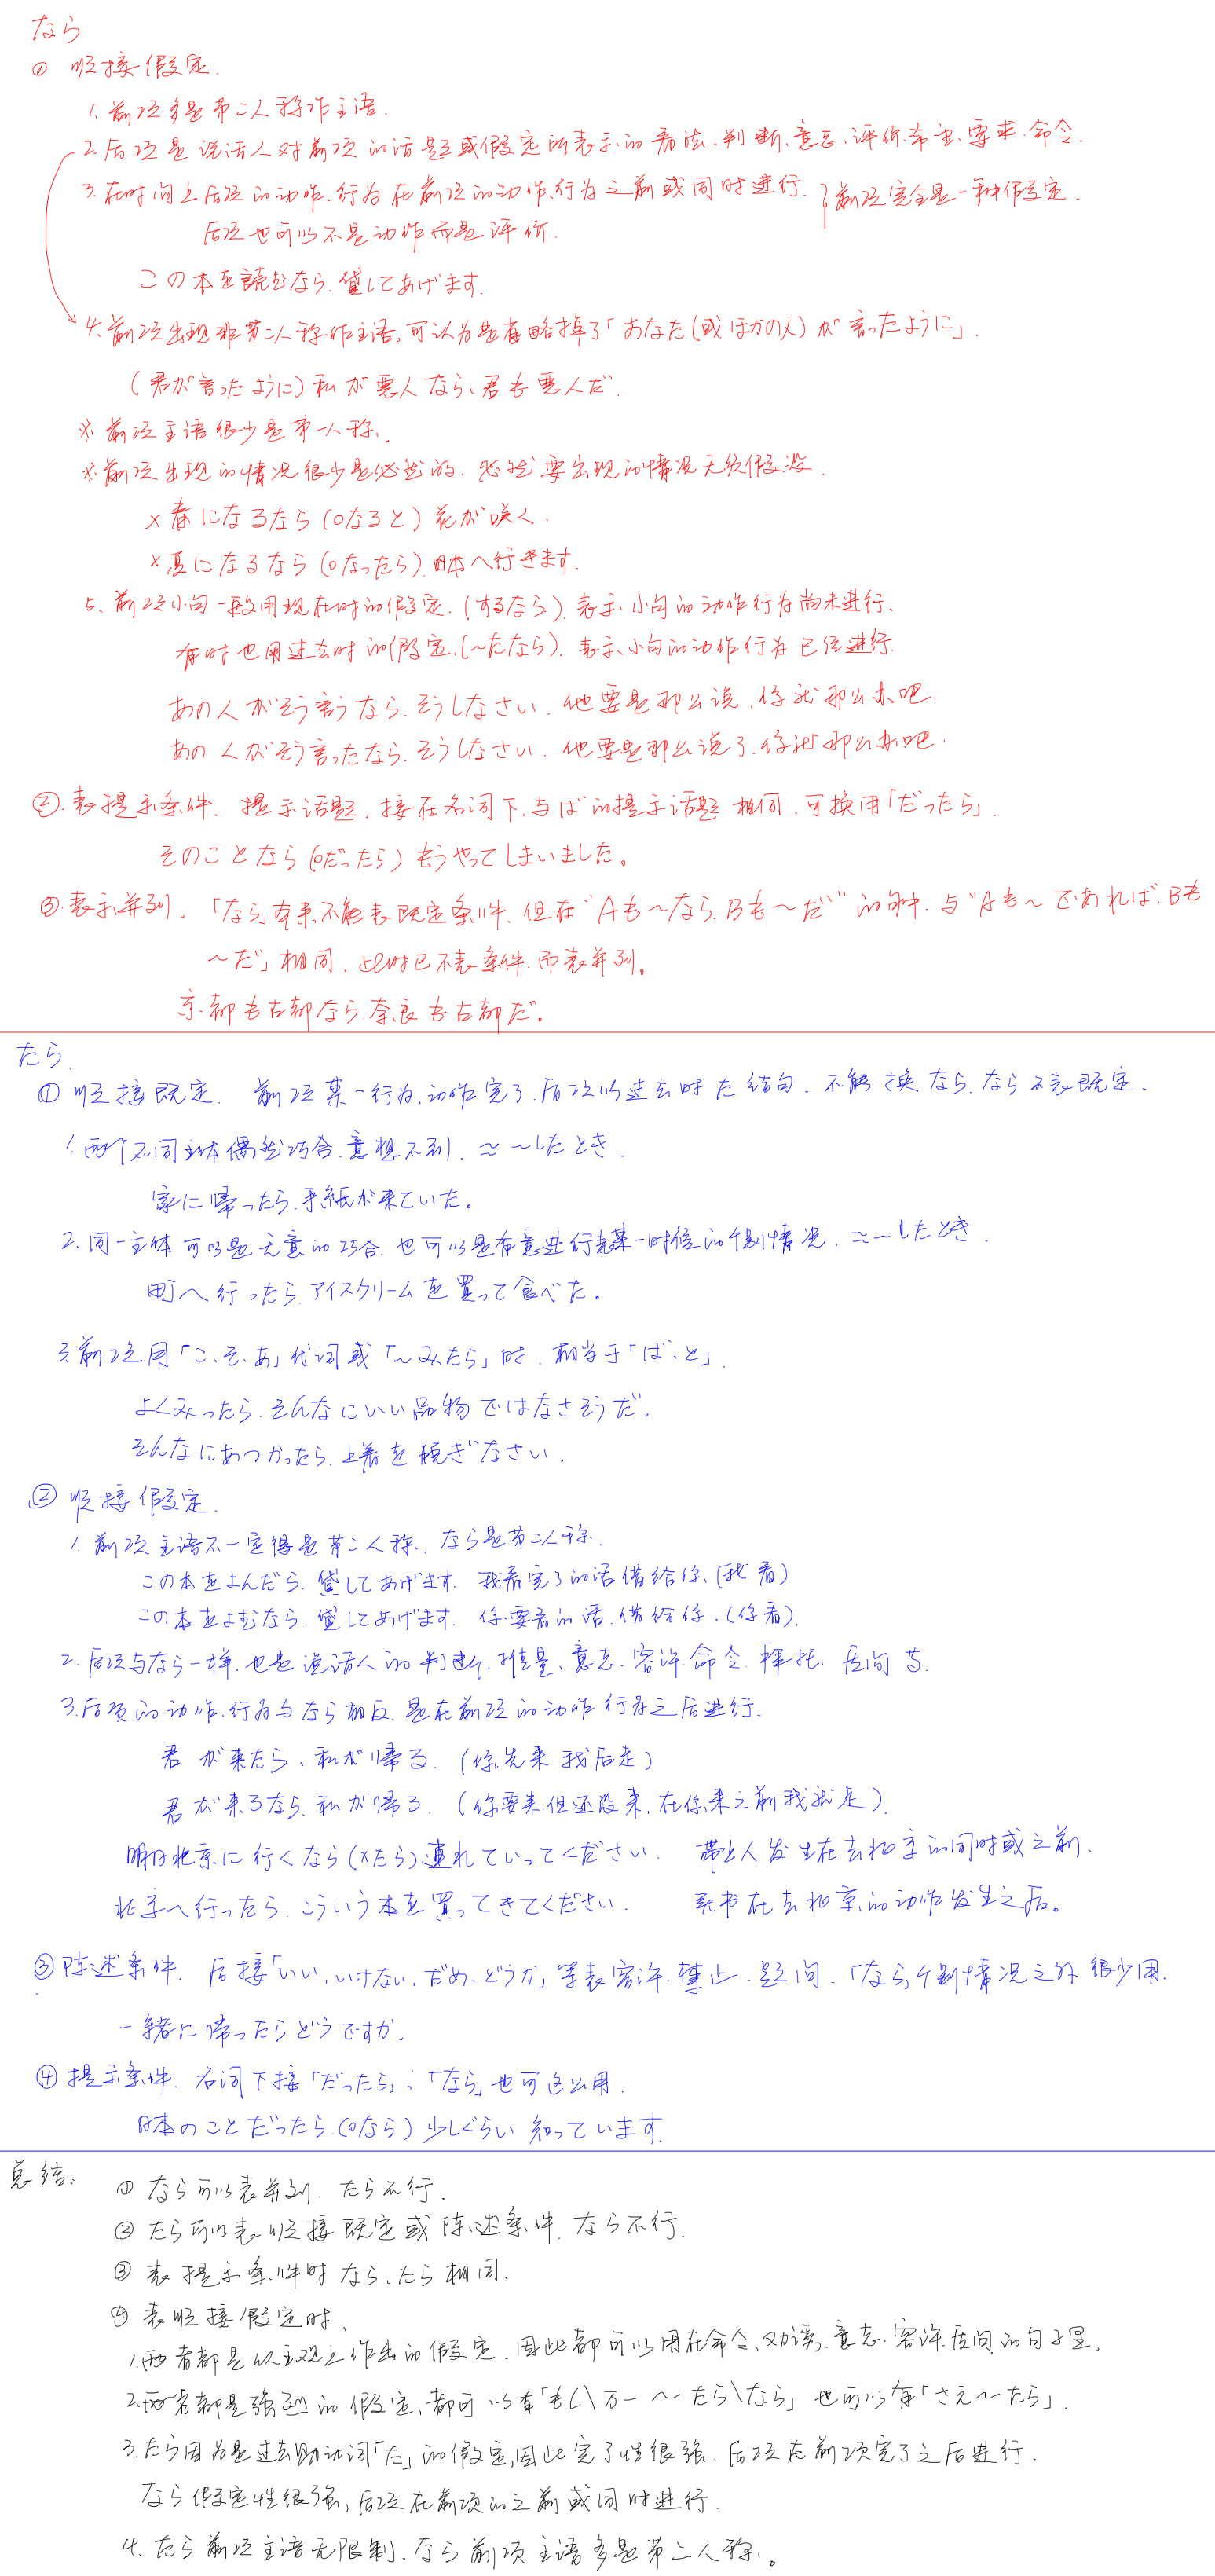 なら
① 顺接假定.
1. 前项多是第二人称作主语.
2. 后项是说话人对前项的话题或假定所表示的看法、判断、意志、评价、希望、要求、命令.
3. 在时间上后项的动作、行为在前项的动作、行为之前或同时进行. } 前项完全是一种假定.
后项也可以不是动作而是评价.
この本を読むなら、貸してあげます.
4. 前项出现非第二人称作主语, 可认为是省略掉了「あなた(或ほかの人)が言ったように」.
(君が言ったように)私が悪人なら、君も悪人だ.
※ 前项主语很少是第一人称.
※ 前项出现的情况很少是必然的. 必然要出现的情况无须假设.
× 春になるなら(○なると)花が咲く.
× 夏になるなら(○なったら)日本へ行きます.
5. 前项小句一般用现在时的假定.(するなら). 表示小句的动作行为尚未进行.
有时也用过去时的假定.(〜たなら). 表示小句的动作行为已经进行
あの人がそう言うなら、そうしなさい. 他要是那么说, 你就那么办吧.
あの人がそう言ったなら、そうしなさい. 他要是那么说了, 你就那么办吧.
②. 表提示条件. 提示话题. 接在名词下. 与ば的提示话题相同. 可换用「だったら」.
そのことなら(○だったら)もうやってしまいました。
③. 表示并列. 「なら」本来不能表既定条件. 但在“Aも〜なら、Bも〜だ”的句中. 与“Aも〜であれば、Bも
〜だ」相同. 此时已不表条件. 而表并列。
京都も古都なら、奈良も古都だ。
たら.
① 顺接既定. 前项某一行为、动作完了. 后项以过去时た结句. 不能换なら. なら不表既定.
1. 两个不同主体偶然巧合、意想不到. ≈ 〜したとき.
家に帰ったら、手紙が来ていた。
2. 同一主体可以是无意的巧合. 也可以是有意进行完某一时候的个别情况. ≈〜したとき.
町へ行ったら、アイスクリームを買って食べた。
3. 前项用「こ、そ、あ」代词或「〜みたら」时. 相当于「ば、と」.
よくみったら、そんなにいい品物ではなさそうだ。
そんなにあつかったら、上着を脱ぎなさい.
② 顺接假定.
1. 前项主语不一定得是第二人称. なら是第二人称.
この本をよんだら、貸してあげます. 我看完了的话借给你.(我看)
この本をよむなら、貸してあげます. 你要看的话. 借给你.(你看).
2. 后项与なら一样. 也是说话人的判断、推量、意志、容许、命令、拜托、质问等.
3. 后项的动作、行为与なら相反. 是在前项的动作行为之后进行.
君が来たら、私が帰る. (你先来我后走)
君が来るなら、私が帰る. (你要来但还没来, 在你来之前我就走).
明日北京に行くなら(×たら)連れていってください. 带上人发生在去北京的同时或之前.
北京へ行ったら、こういう本を買ってきてください. 买书在去北京的动作发生之后。
③ 陈述条件. 后接「いい、いけない、だめ、どうか」等表容许、禁止、疑问. 「なら」个别情况之外很少用.
一緒に帰ったらどうですか.
④ 提示条件. 名词下接「だったら」,「なら」也可这么用.
日本のことだったら(○なら)少しぐらい知っています.
总结:
① なら可以表并列. たら不行.
② たら可以表顺接既定或陈述条件. なら不行.
③ 表提示条件时なら、たら相同.
④ 表顺接假定时.
1. 两者都是从主观上作出的假定. 因此都可以用在命令、劝诱、意志、容许、质问的句子里.
2. 两者都是强烈的假定, 都可以有「もし\万一 〜たら\なら」也可以有「さえ〜たら」.
3. たら因为是过去助动词「た」的假定, 因此完了性很强. 后项在前项完了之后进行.
なら假定性很强, 后项在前项的之前或同时进行.
4. たら前项主语无限制. なら前项主语多是第二人称。